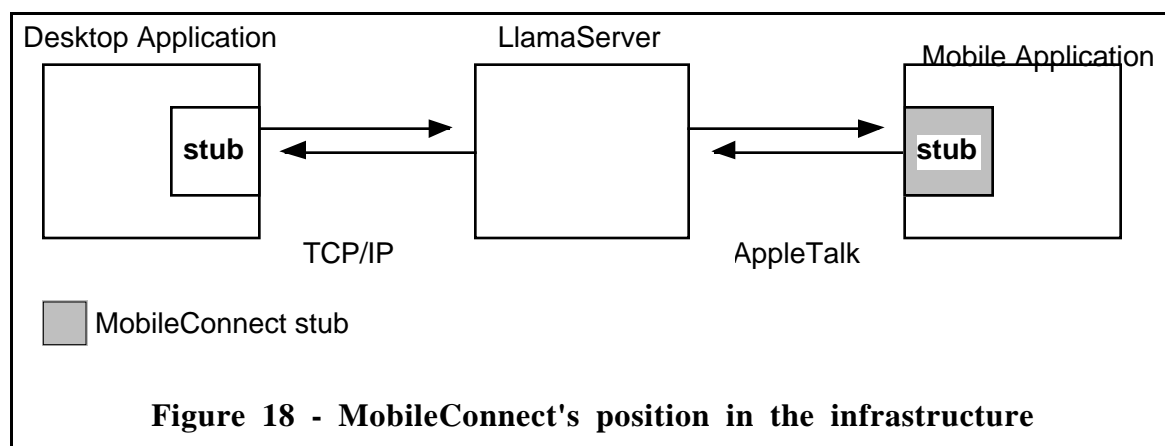 Desktop Application
LlamaServer
Mobile Application
stub
stub
TCP/IP
AppleTalk
MobileConnect stub
Figure 18 - MobileConnect's position in the infrastructure